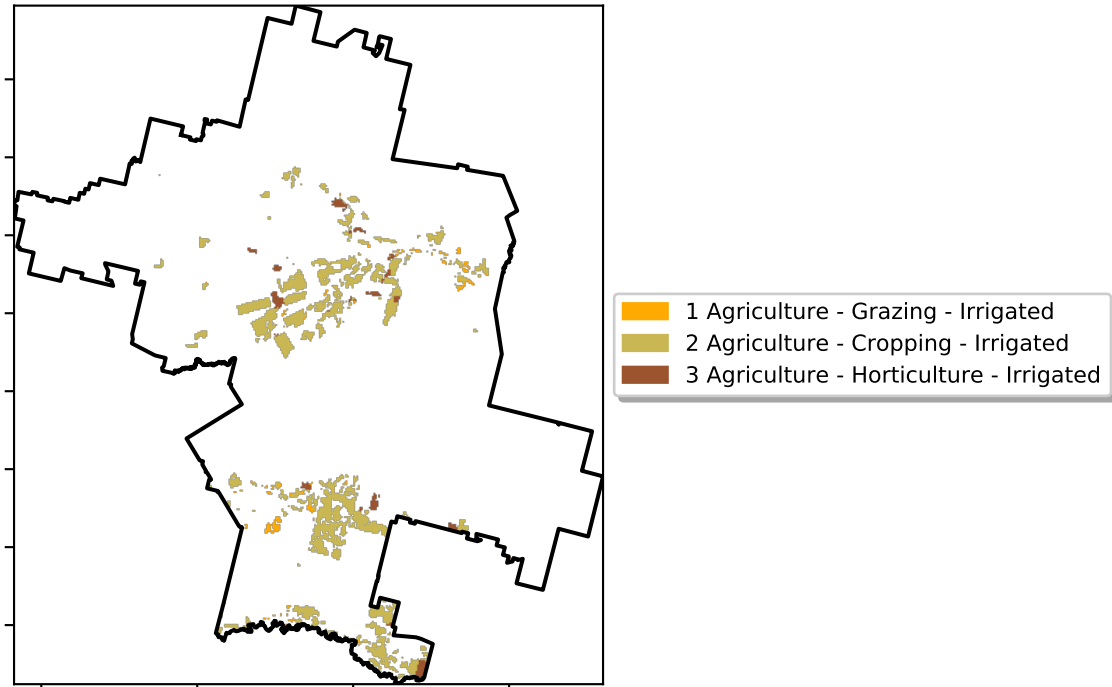 1 Agriculture - Grazing - Irrigated
2 Agriculture - Cropping - Irrigated
3 Agriculture - Horticulture - Irrigated